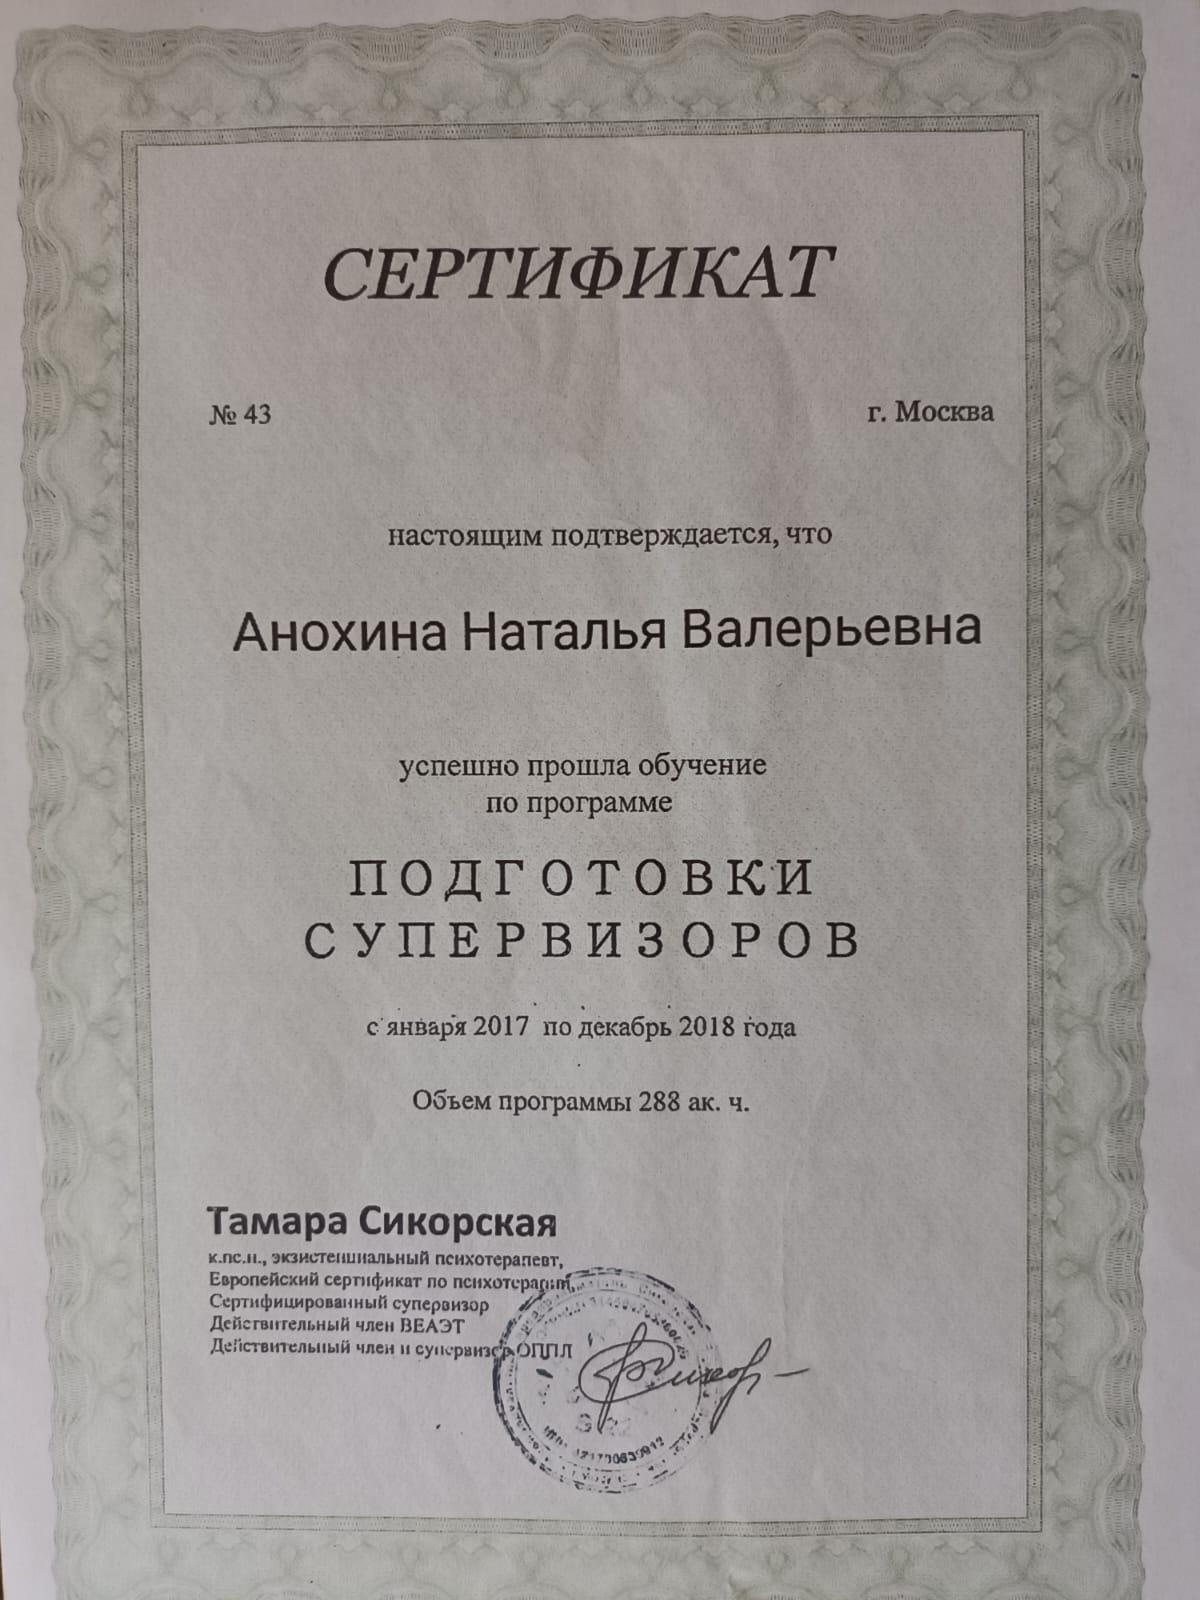 СЕРТИФИКАТ
№ 43
г. Москва
настоящим подтверждается, что
Анохина Наталья Валерьевна
успешно прошла обучение
по программе
ПОДГОТОВКИ
СУПЕРВИЗОРОВ
с января 2017 по декабрь 2018 года
Объем программы 288 ак. ч.
Тамара Сикорская
к.пс.н., экзистенциальный психотерапевт,
Европейский сертификат по психотерапии,
Сертифицированный супервизор
Действительный член ВЕАЭТ
Действительный член и супервизор ОППЛ